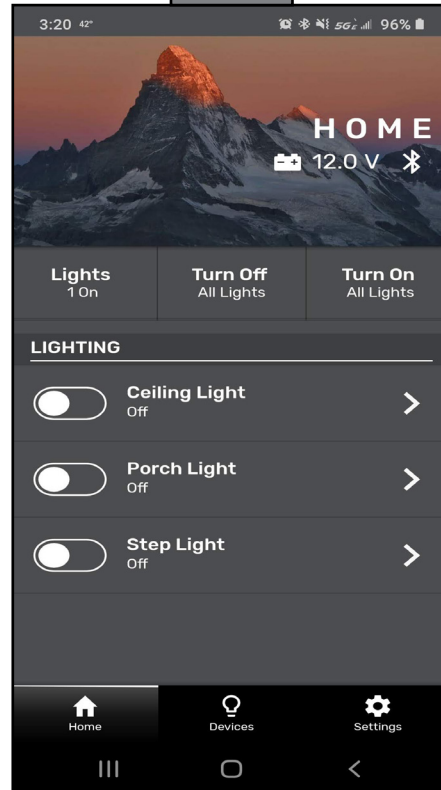 3:20 42° 5GE 96%
HOME
12.0 V
Lights
1 On
Turn Off
All Lights
Turn On
All Lights
LIGHTING
Ceiling Light
Off
Porch Light
Off
Step Light
Off
Home
Devices
Settings